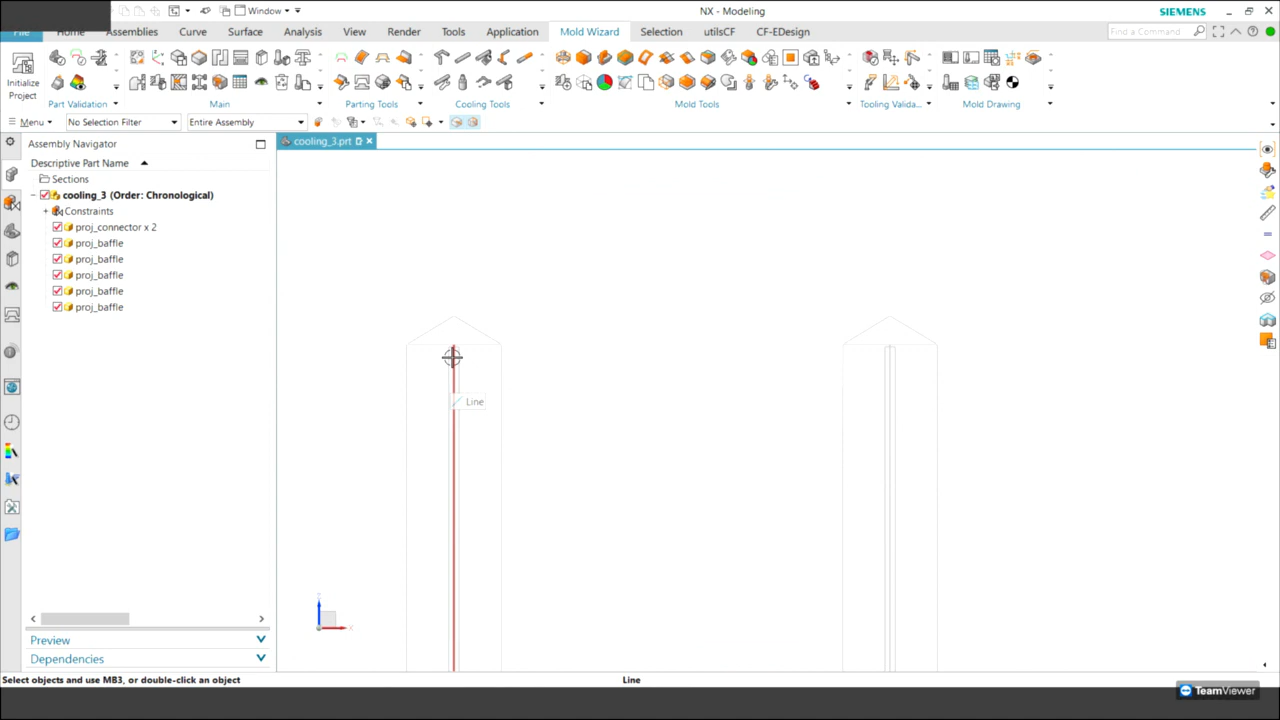 Window
NX - Modeling
SIEMENS
File Home Assemblies Curve Surface Analysis View Render Tools Application Mold Wizard Selection utilsCF CF-EDesign
Find a Command
Initialize
Project
Part Validation Main Parting Tools Cooling Tools Mold Tools Tooling Valida... Mold Drawing
Menu No Selection Filter Entire Assembly
Assembly Navigator
cooling_3.prt
Descriptive Part Name
Sections
cooling_3 (Order: Chronological)
Constraints
proj_connector x 2
proj_baffle
proj_baffle
proj_baffle
proj_baffle
proj_baffle
Line
X
Preview
Dependencies
Select objects and use MB3, or double-click an object
Line
TeamViewer